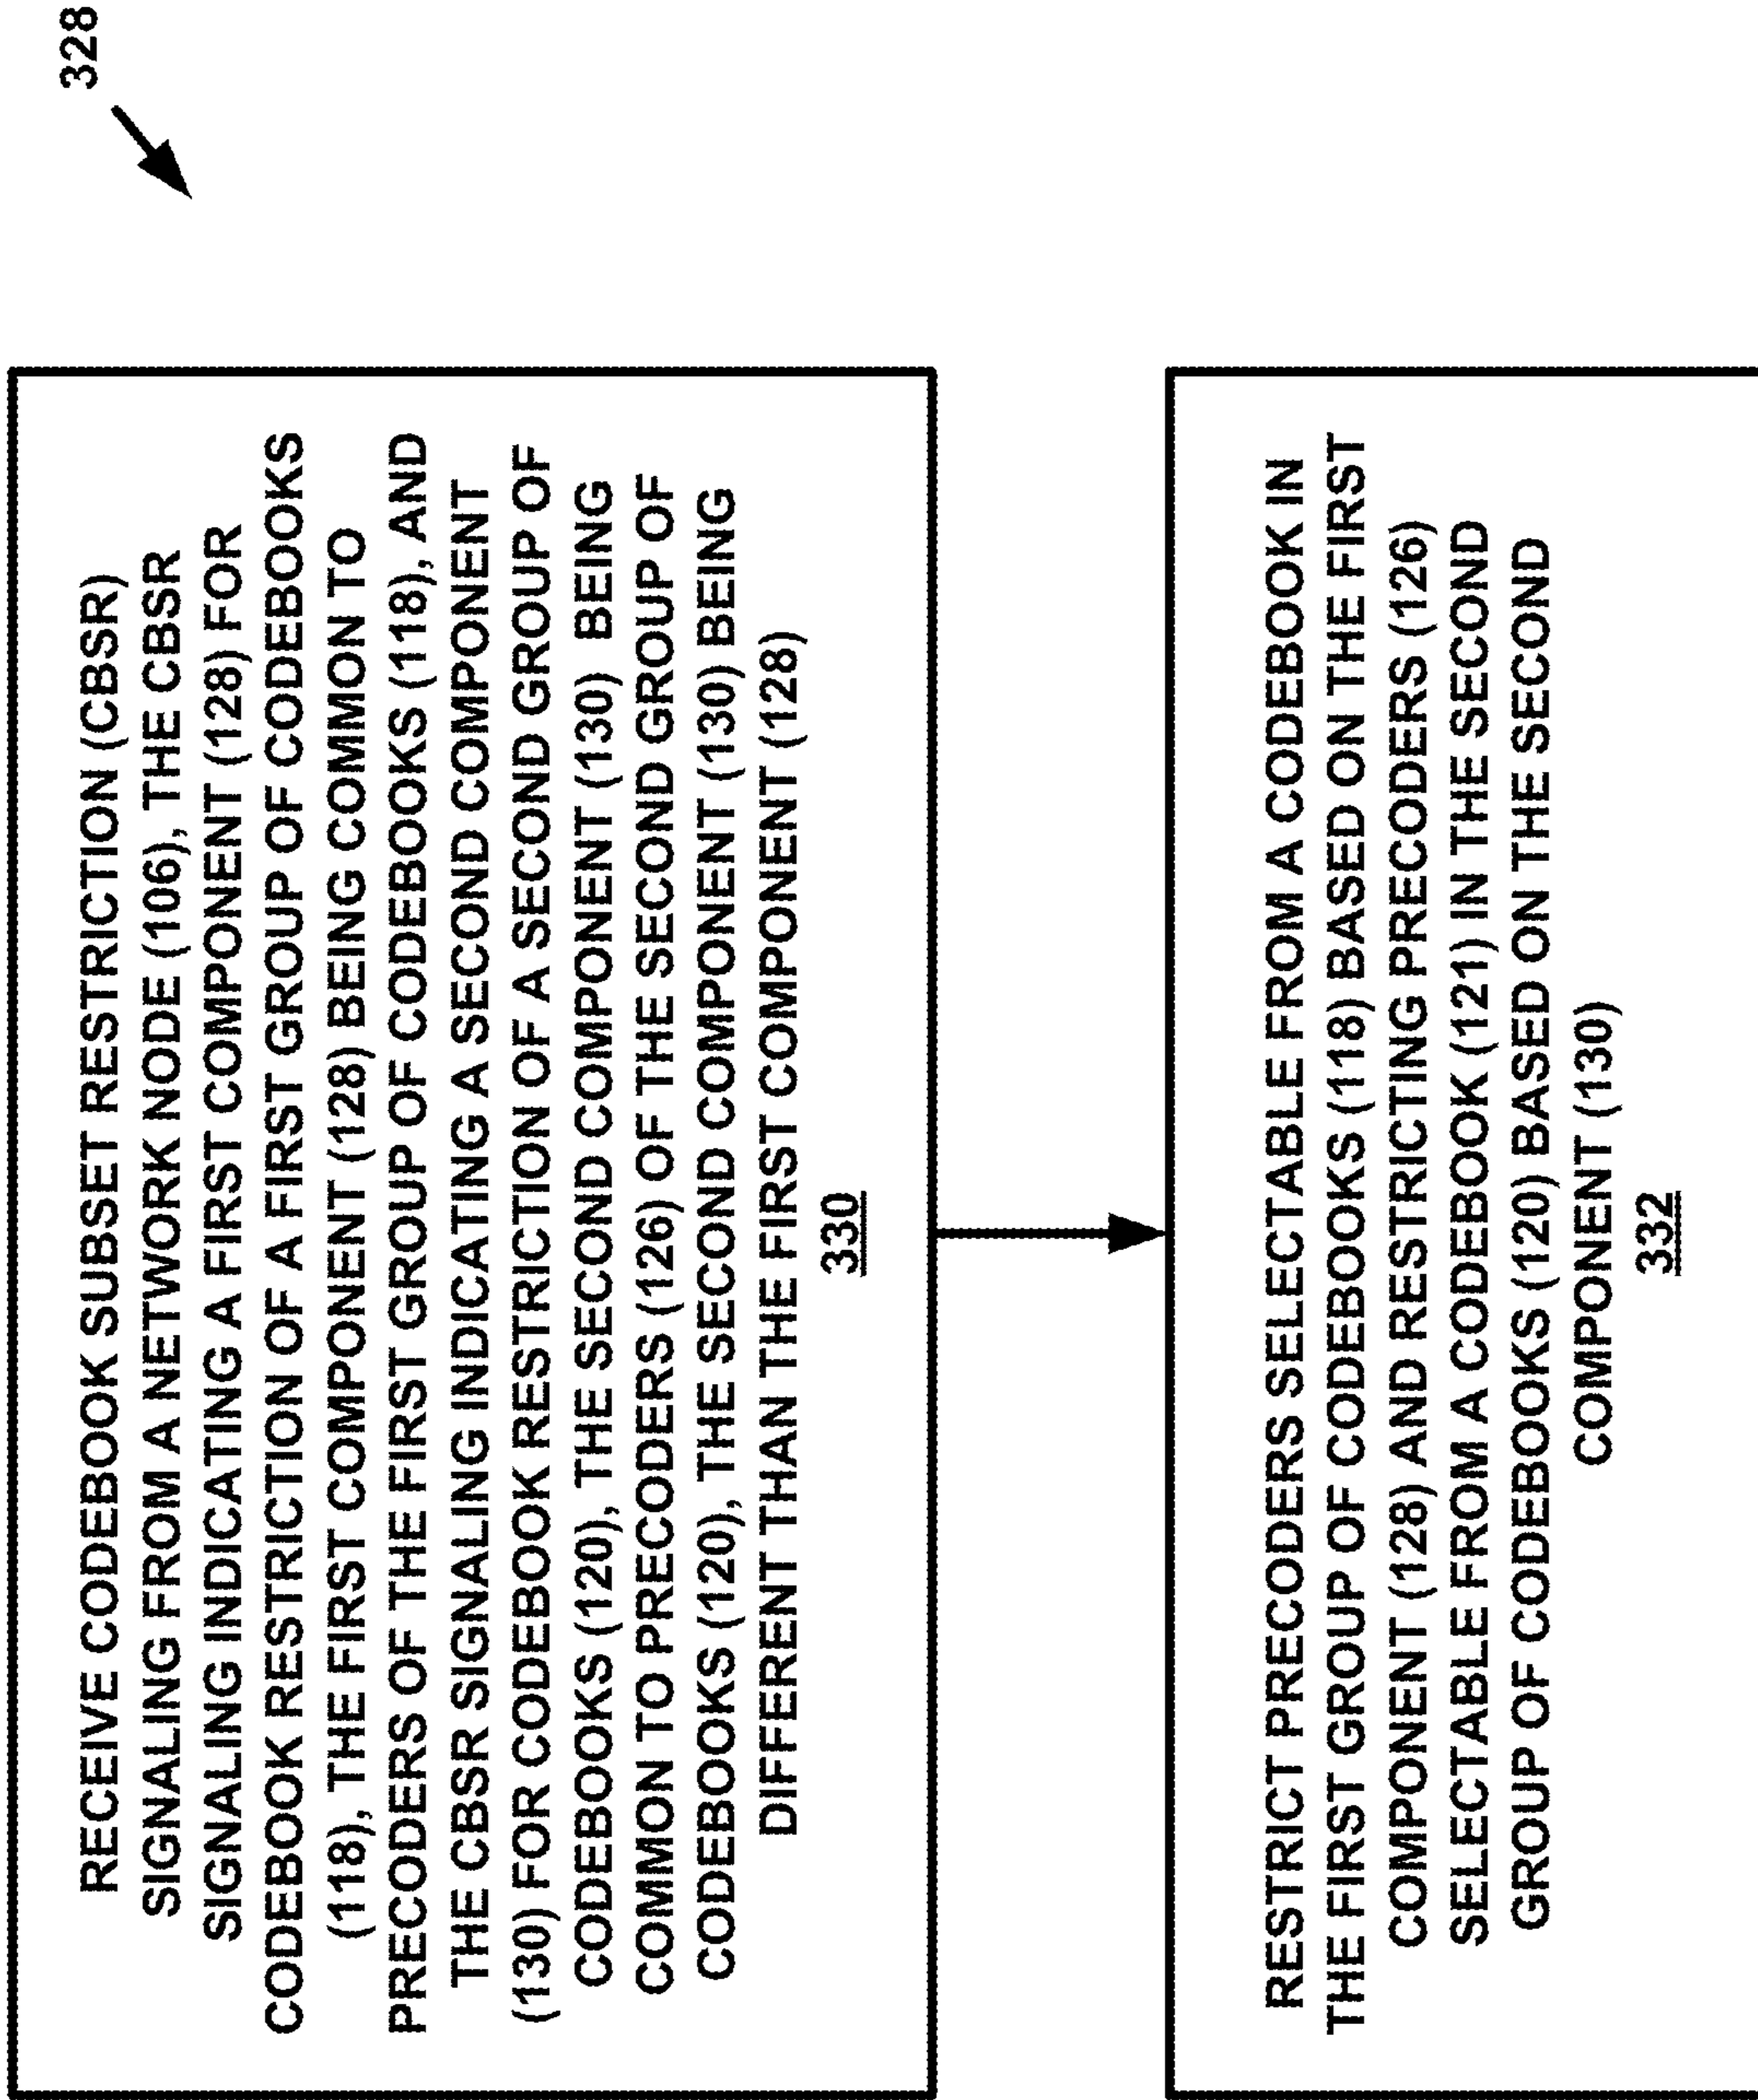 328
RECEIVE CODEBOOK SUBSET RESTRICTION (CBSR)
SIGNALING FROM A NETWORK NODE (106), THE CBSR
SIGNALING INDICATING A FIRST COMPONENT (128) FOR
CODEBOOK RESTRICTION OF A FIRST GROUP OF CODEBOOKS
(118), THE FIRST COMPONENT (128) BEING COMMON TO
PRECODERS OF THE FIRST GROUP OF CODEBOOKS (118), AND
THE CBSR SIGNALING INDICATING A SECOND COMPONENT
(130) FOR CODEBOOK RESTRICTION OF A SECOND GROUP OF
CODEBOOKS (120), THE SECOND COMPONENT (130) BEING
COMMON TO PRECODERS (126) OF THE SECOND GROUP OF
CODEBOOKS (120), THE SECOND COMPONENT (130) BEING
DIFFERENT THAN THE FIRST COMPONENT (128)
330
RESTRICT PRECODERS SELECTABLE FROM A CODEBOOK IN
THE FIRST GROUP OF CODEBOOKS (118) BASED ON THE FIRST
COMPONENT (128) AND RESTRICTING PRECODERS (126)
SELECTABLE FROM A CODEBOOK (121) IN THE SECOND
GROUP OF CODEBOOKS (120) BASED ON THE SECOND
COMPONENT (130)
332